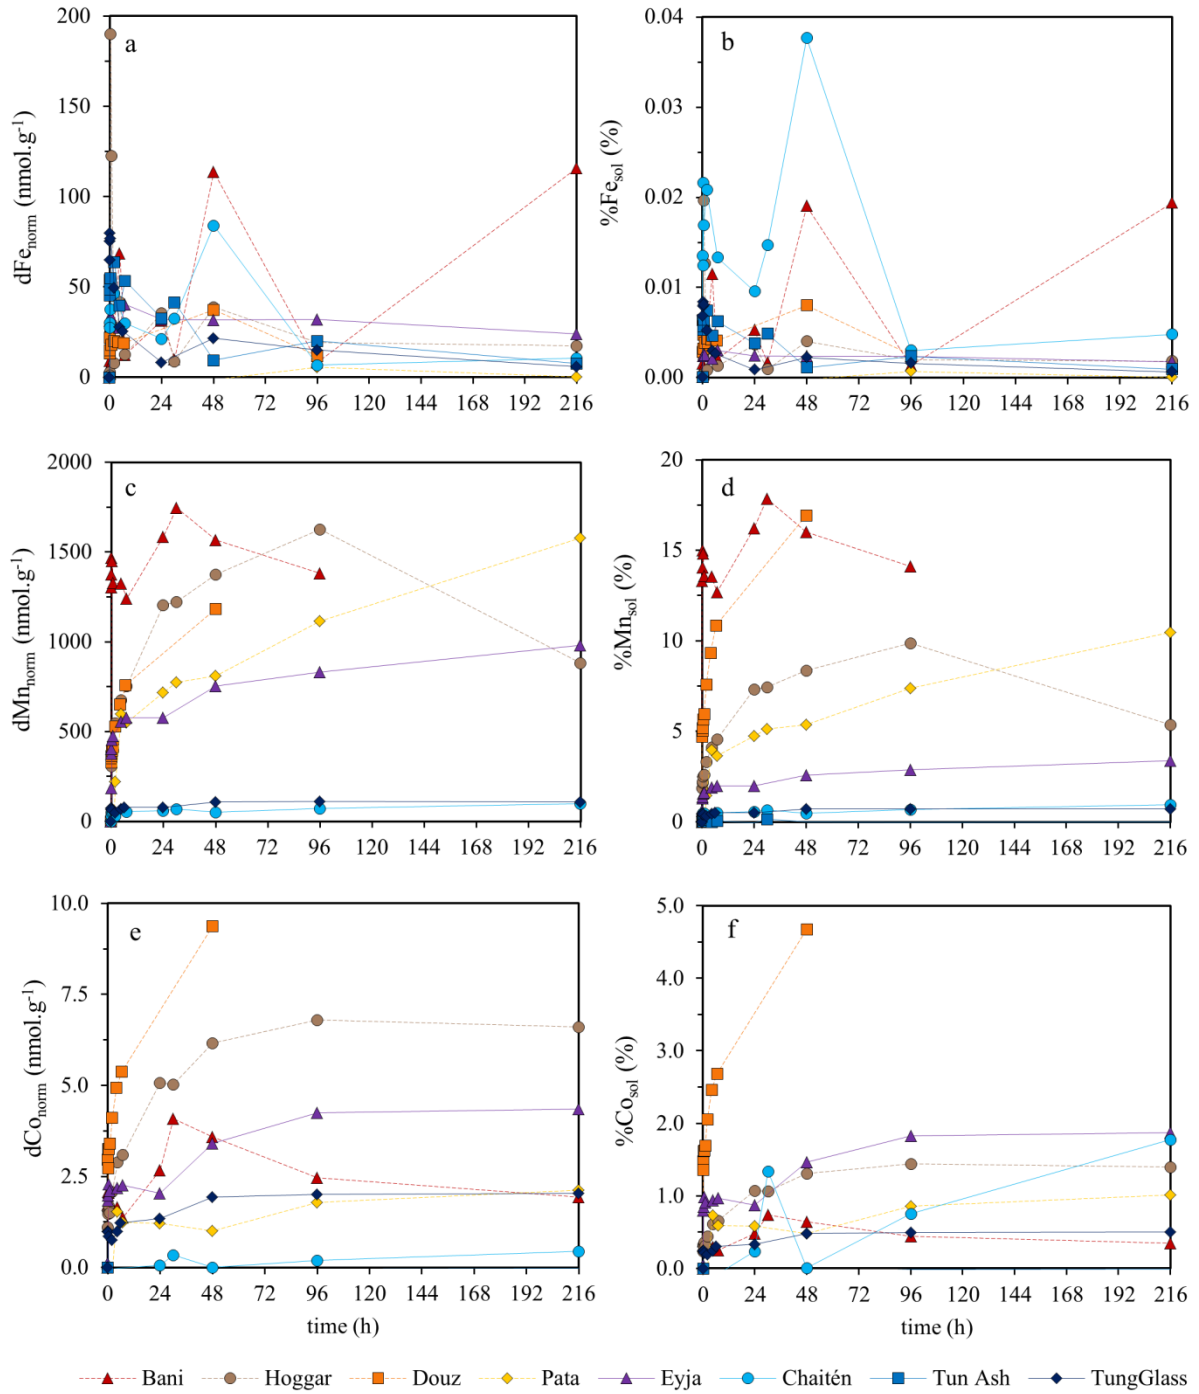 a
dFenorm (nmol.g-1)
200
150
100
50
0
0 24 48 72 96 120 144 168 192 216
b
%Fesol (%)
0.04
0.03
0.02
0.01
0.00
0 24 48 72 96 120 144 168 192 216
c
dMnnorm (nmol.g-1)
2000
1500
1000
500
0
0 24 48 72 96 120 144 168 192 216
d
%Mnsol (%)
20
15
10
5
0
0 24 48 72 96 120 144 168 192 216
e
dConorm (nmol.g-1)
10.0
7.5
5.0
2.5
0.0
0 24 48 72 96 120 144 168 192 216
time (h)
f
%Cosol (%)
5.0
4.0
3.0
2.0
1.0
0.0
0 24 48 72 96 120 144 168 192 216
time (h)
Bani Hoggar Douz Pata Eyja Chaitén Tun Ash TungGlass